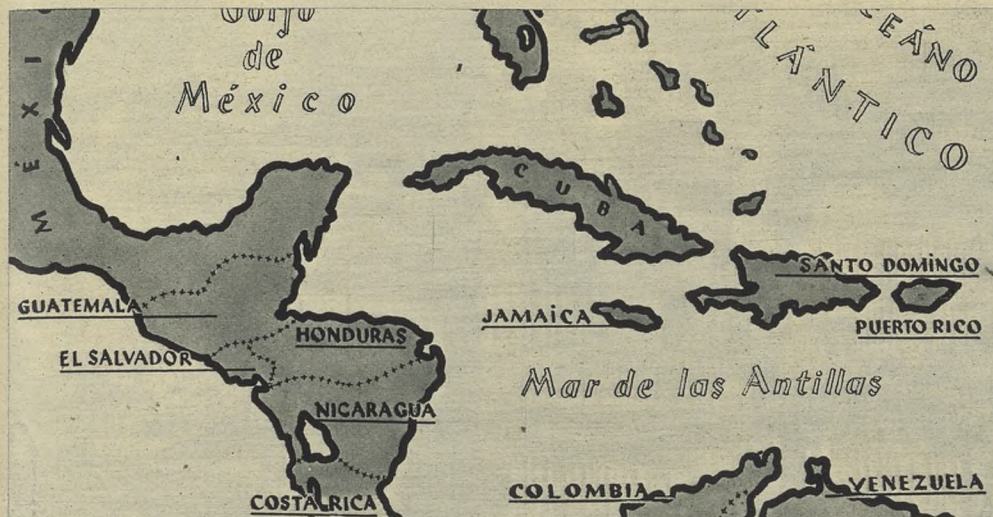 Golfo
de
México
OCEÁNO
ATLÁNTICO
MÉXI
CUBA
SANTO DOMiNGO
GUATEMALA
JAMAiCA
PUERTO RICO
HONDURAS
EL SALVADOR
Mar de las Antillas
NICARAGUA
COLOMBIA
VENEZUELA
COSTA RICA